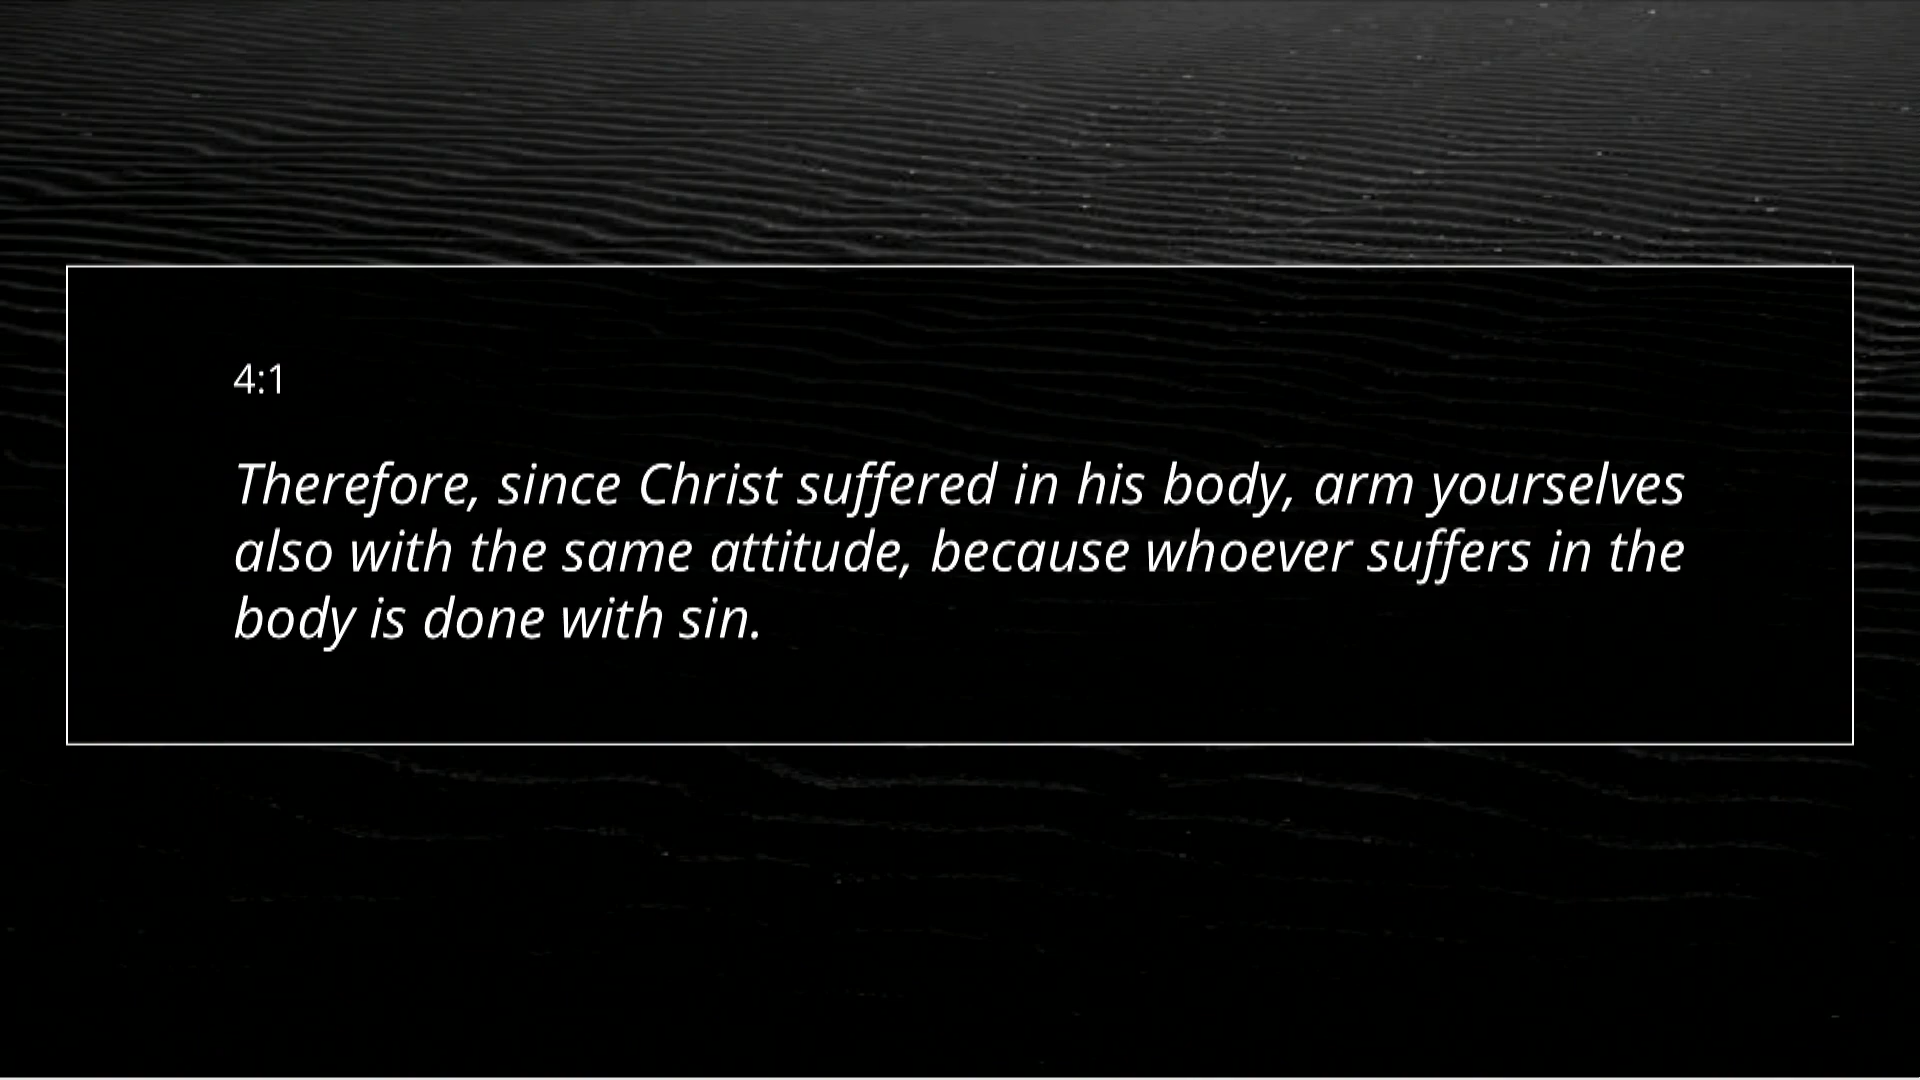 4:1
Therefore, since Christ suffered in his body, arm yourselves
also with the same attitude, because whoever suffers in the
body is done with sin.